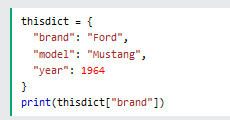 thisdict = {
  "brand": "Ford",
  "model": "Mustang",
  "year": 1964
}
print(thisdict["brand"])